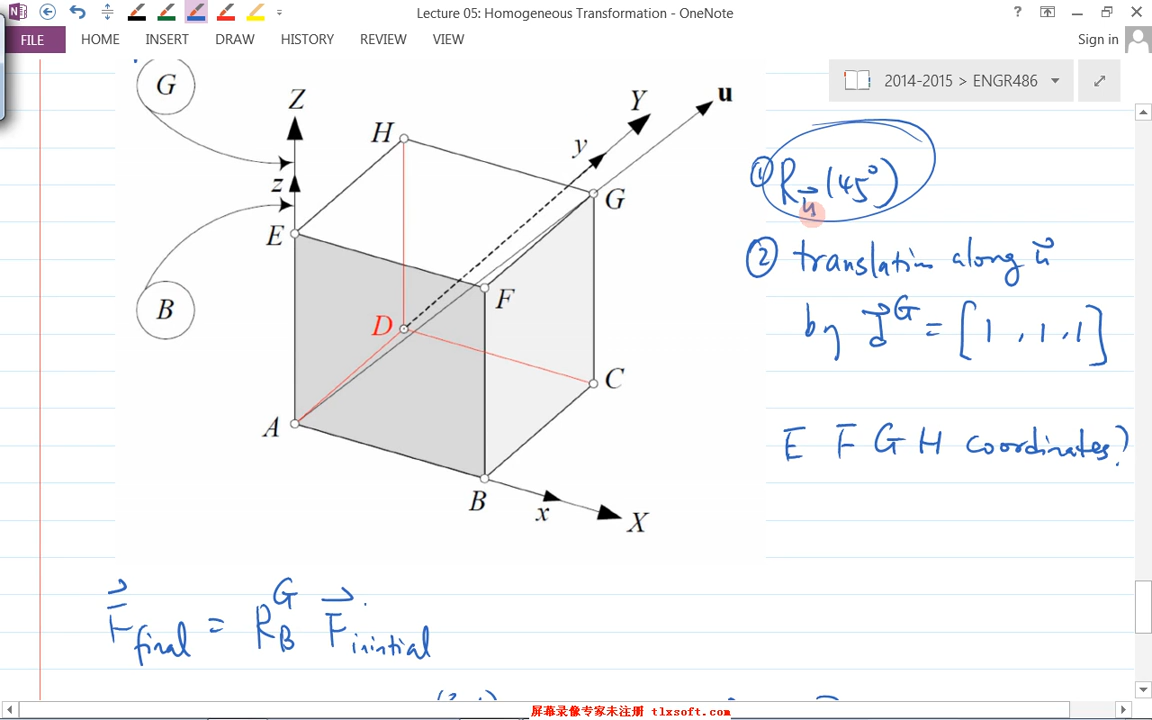 Lecture 05: Homogeneous Transformation - OneNote
?
FILE HOME INSERT DRAW HISTORY REVIEW VIEW Sign in
2014-2015 > ENGR486
G
B
Z
z
Y
y
u
H
E
G
F
D
A
C
B
x
X
① R_u⃗ (45°)
② translation along u⃗
by d⃗^G = [1, 1, 1]
E F G H coordinates?
F⃗_final = R_B^G F⃗_initial
屏幕录像专家未注册 tlxsoft.com